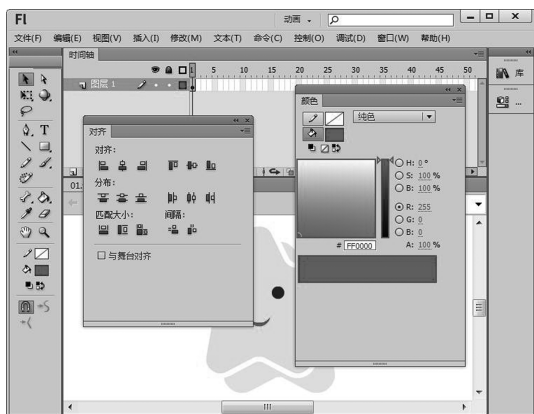 Fl
动画
文件(F) 编辑(E) 视图(V) 插入(I) 修改(M) 文本(T) 命令(C) 控制(O) 调试(D) 窗口(W) 帮助(H)
时间轴
5 10 15 20 25 30 35 40 45 50
图层 1
库
颜色
纯色
对齐
对齐:
分布:
匹配大小: 间隔:
与舞台对齐
01.
H: 0 °
S: 100 %
B: 100 %
R: 255
G: 0
B: 0
# FF0000 A: 100 %